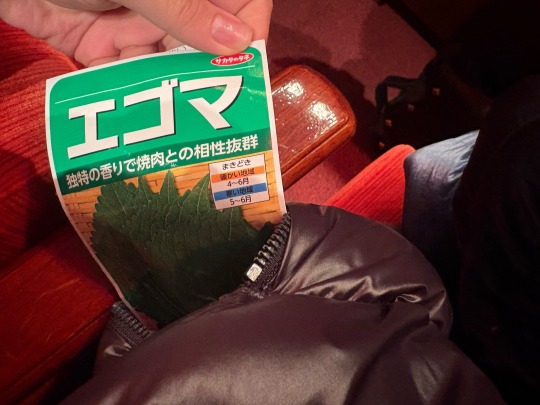 サカタのタネ
エゴマ
独特の香りで焼肉との相性抜群
まきどき
暖かい地域
4〜6月
寒い地域
5〜6月